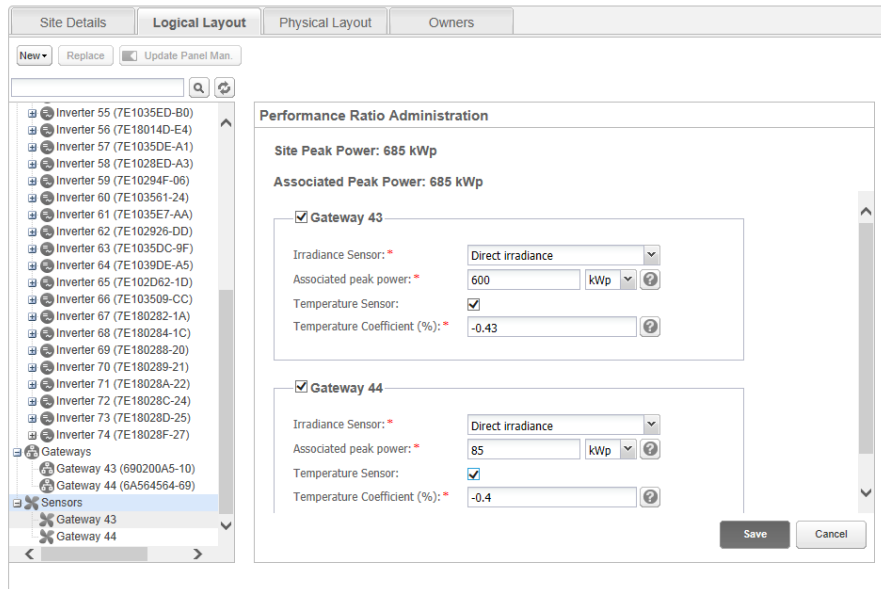 Site Details
Logical Layout
Physical Layout
Owners
New
Replace
Update Panel Man.
Inverter 55 (7E1035ED-B0)
Inverter 56 (7E18014D-E4)
Inverter 57 (7E1035DE-A1)
Inverter 58 (7E1028ED-A3)
Inverter 59 (7E10294F-06)
Inverter 60 (7E103561-24)
Inverter 61 (7E1035E7-AA)
Inverter 62 (7E102926-DD)
Inverter 63 (7E1035DC-9F)
Inverter 64 (7E1039DE-A5)
Inverter 65 (7E102D62-1D)
Inverter 66 (7E103509-CC)
Inverter 67 (7E180282-1A)
Inverter 68 (7E180284-1C)
Inverter 69 (7E180288-20)
Inverter 70 (7E180289-21)
Inverter 71 (7E18028A-22)
Inverter 72 (7E18028C-24)
Inverter 73 (7E18028D-25)
Inverter 74 (7E18028F-27)
Gateways
Gateway 43 (690200A5-10)
Gateway 44 (6A564564-69)
Sensors
Gateway 43
Gateway 44
Performance Ratio Administration
Site Peak Power: 685 kWp
Associated Peak Power: 685 kWp
Gateway 43
Irradiance Sensor: * Direct irradiance
Associated peak power: * 600 kWp ?
Temperature Sensor:
Temperature Coefficient (%): * -0.43 ?
Gateway 44
Irradiance Sensor: * Direct irradiance
Associated peak power: * 85 kWp ?
Temperature Sensor:
Temperature Coefficient (%): * -0.4 ?
Save Cancel